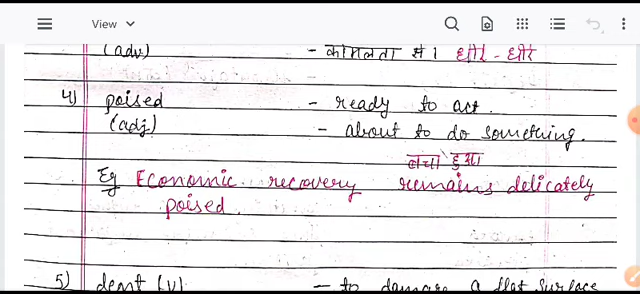 View
(adv) - कोमलता से। धीरे-धीरे
4) poised - ready to act.
(adj) - about to do something.
Eg Economic recovery remains delicately
poised.
5) dent (v) - to damage a flat surface